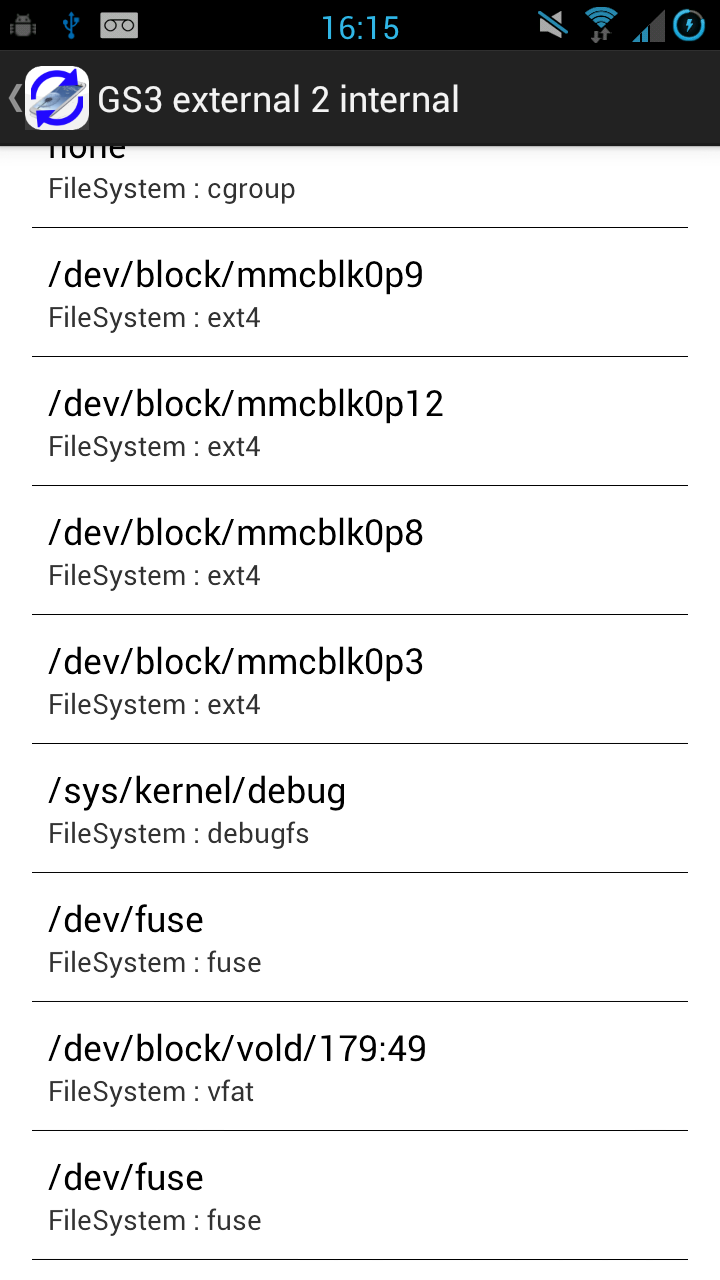 16:15
GS3 external 2 internal
none
FileSystem : cgroup
/dev/block/mmcblk0p9
FileSystem : ext4
/dev/block/mmcblk0p12
FileSystem : ext4
/dev/block/mmcblk0p8
FileSystem : ext4
/dev/block/mmcblk0p3
FileSystem : ext4
/sys/kernel/debug
FileSystem : debugfs
/dev/fuse
FileSystem : fuse
/dev/block/vold/179:49
FileSystem : vfat
/dev/fuse
FileSystem : fuse